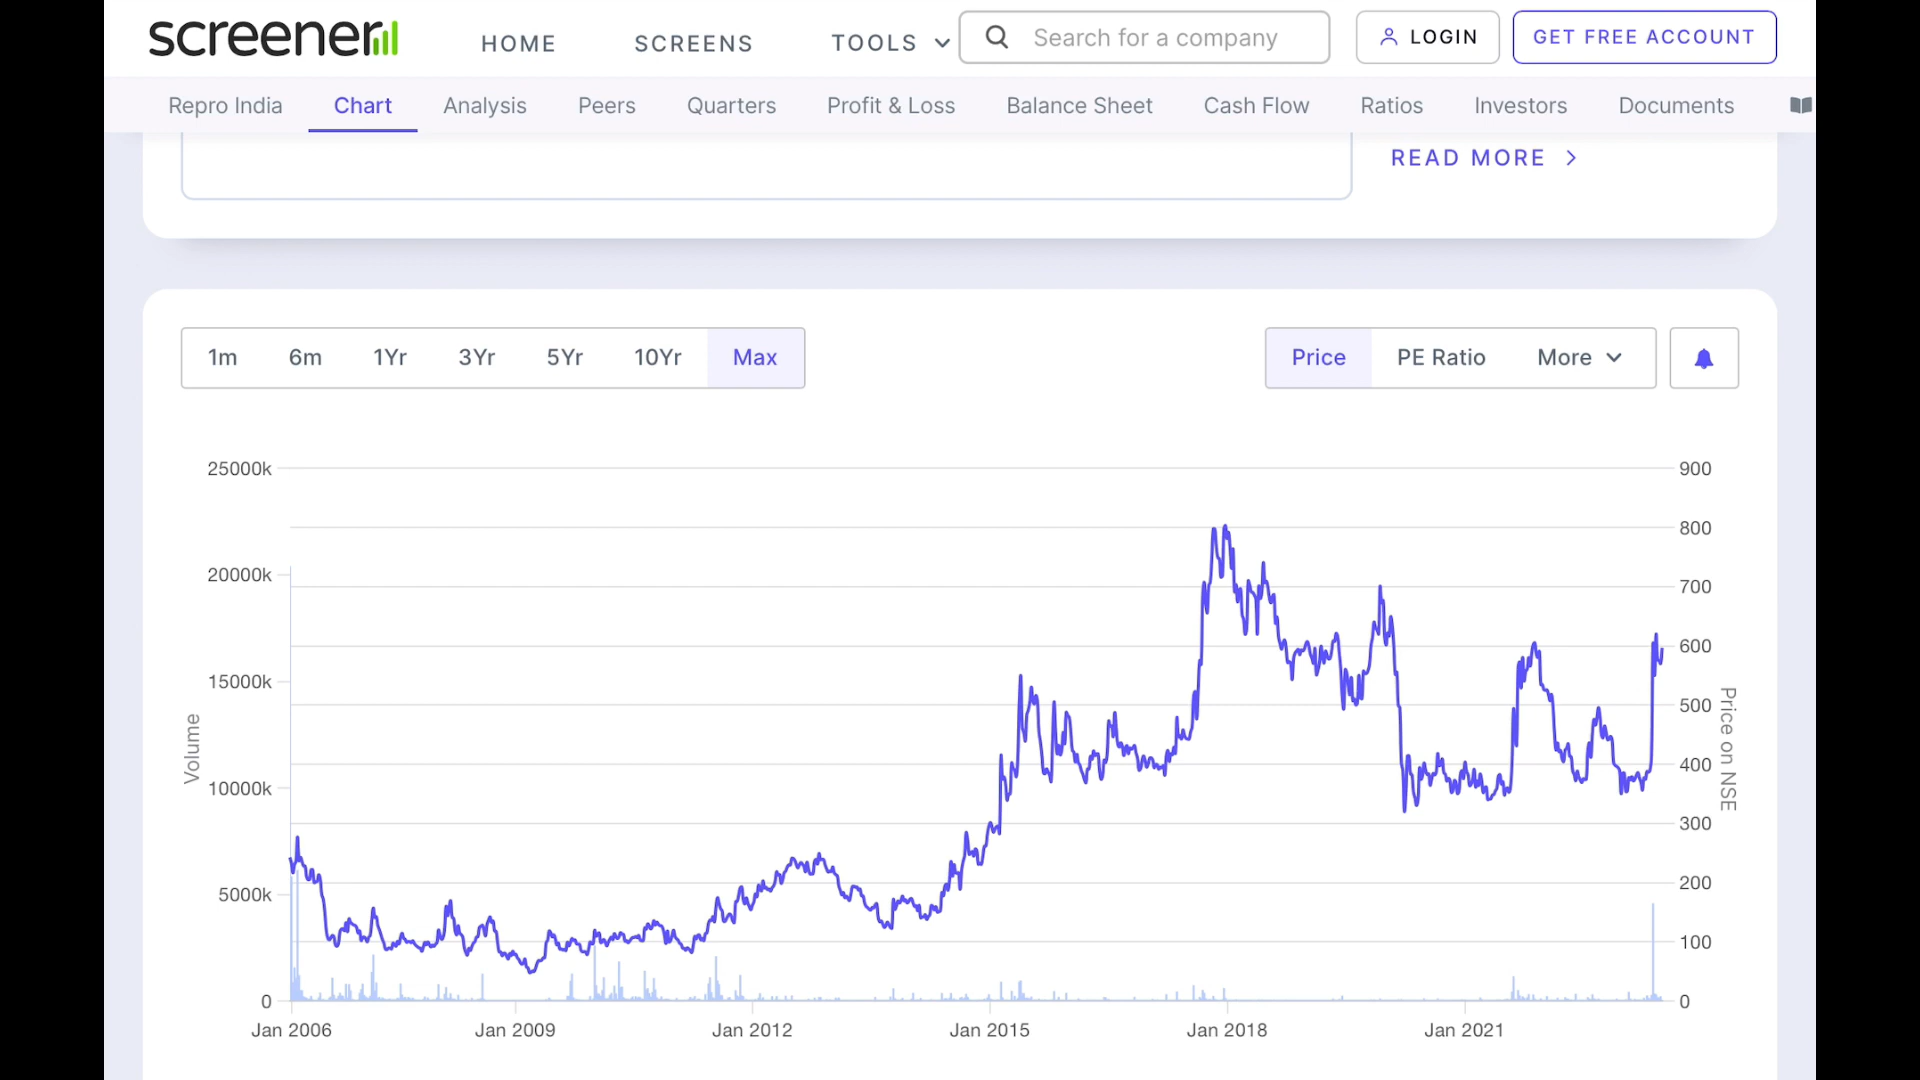 screener
HOME SCREENS TOOLS
Search for a company
LOGIN
GET FREE ACCOUNT
Repro India Chart Analysis Peers Quarters Profit & Loss Balance Sheet Cash Flow Ratios Investors Documents
READ MORE
1m 6m 1Yr 3Yr 5Yr 10Yr Max
Price PE Ratio More
25000k 900
800
20000k 700
600
15000k 500
Volume
Price on NSE
400
10000k 300
5000k 200
100
0 0
Jan 2006 Jan 2009 Jan 2012 Jan 2015 Jan 2018 Jan 2021